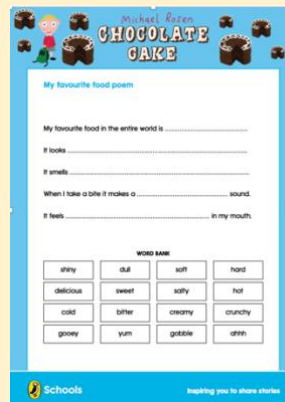 Michael Rosen
CHOCOLATE
CAKE
My favourite food poem
My favourite food in the entire world is ........................................
It looks ........................................................................................
It smells ......................................................................................
When I take a bite it makes a ............................................ sound.
It feels ...................................................................... in my mouth.
WORD BANK
shiny dull soft hard
delicious sweet salty hot
cold bitter creamy crunchy
gooey yum gobble ahhh
Schools
Inspiring you to share stories